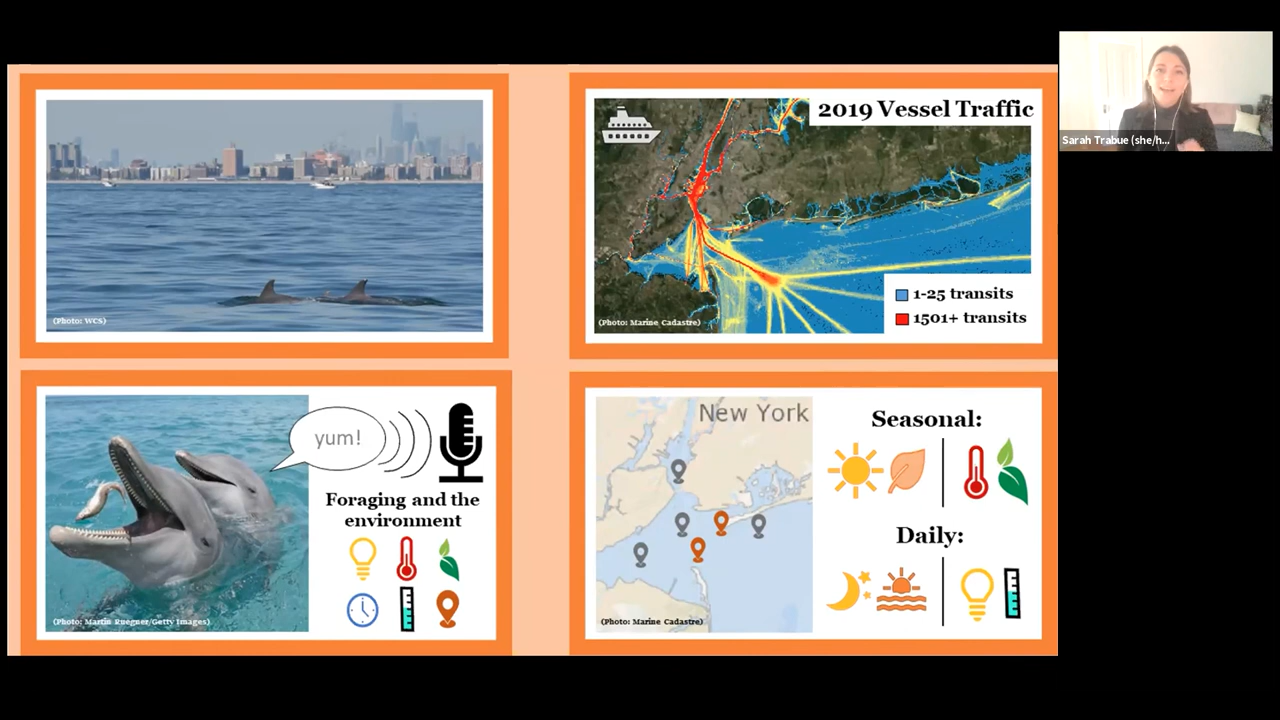 (Photo: WCS)
2019 Vessel Traffic
1-25 transits
1501+ transits
(Photo: Marine Cadastre)
Sarah Trabue (she/h...
yum!
Foraging and the
environment
(Photo: Martin Ruegner/Getty Images)
New York
(Photo: Marine Cadastre)
Seasonal:
Daily: